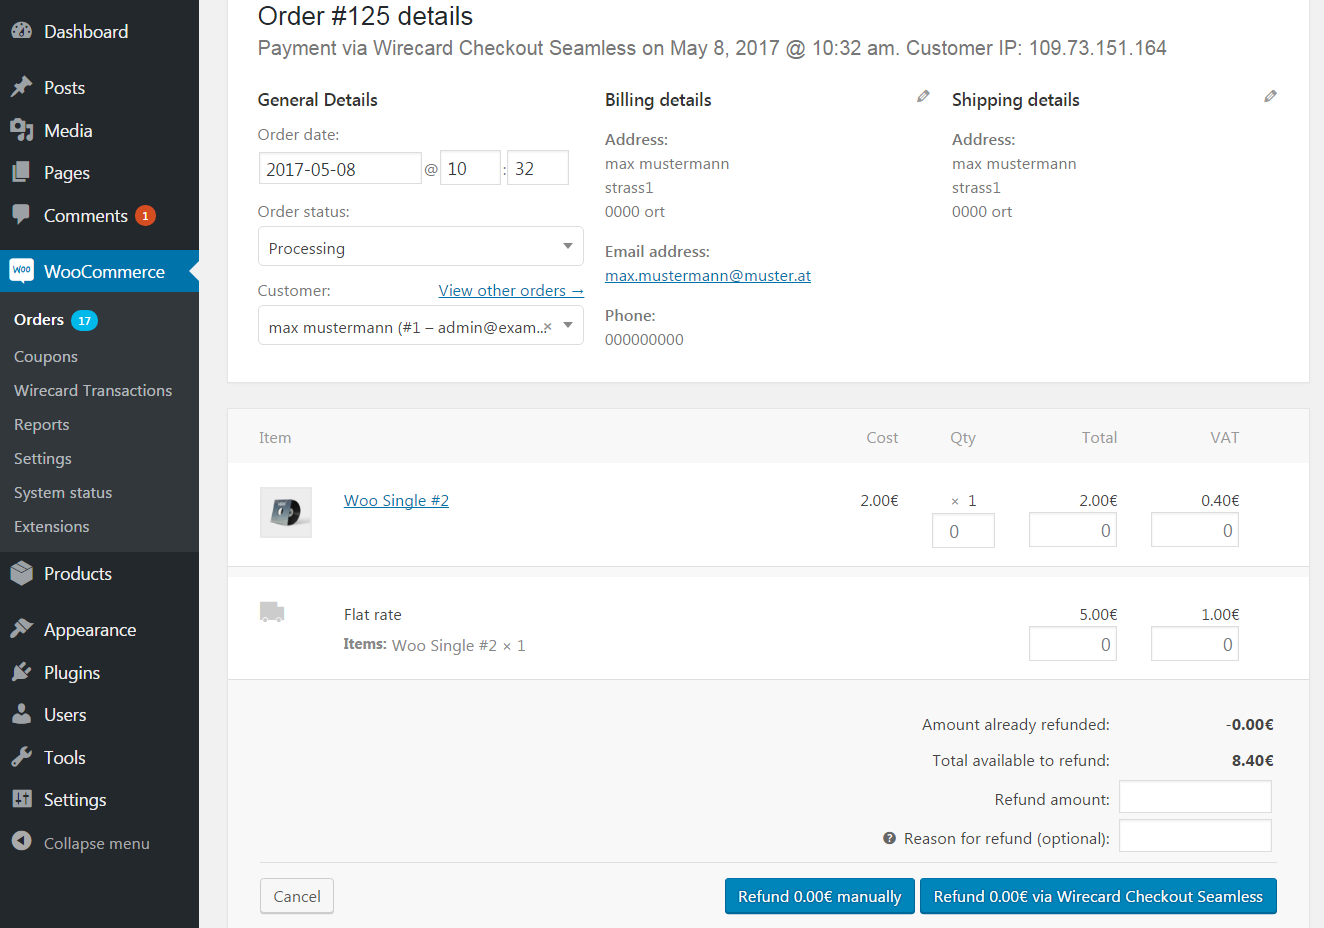 Dashboard
Posts
Media
Pages
Comments 1
woo WooCommerce
Orders 17
Coupons
Wirecard Transactions
Reports
Settings
System status
Extensions
Products
Appearance
Plugins
Users
Tools
Settings
Collapse menu
Order #125 details
Payment via Wirecard Checkout Seamless on May 8, 2017 @ 10:32 am. Customer IP: 109.73.151.164
General Details
Order date:
2017-05-08 @ 10 : 32
Order status:
Processing
Customer: View other orders →
max mustermann (#1 – admin@exam... ×
Billing details
Address:
max mustermann
strass1
0000 ort
Email address:
max.mustermann@muster.at
Phone:
000000000
Shipping details
Address:
max mustermann
strass1
0000 ort
Item Cost Qty Total VAT
Woo Single #2 2.00€ × 1 2.00€ 0.40€
0 0 0
Flat rate 5.00€ 1.00€
Items: Woo Single #2 × 1 0 0
Amount already refunded: -0.00€
Total available to refund: 8.40€
Refund amount:
? Reason for refund (optional):
Cancel Refund 0.00€ manually Refund 0.00€ via Wirecard Checkout Seamless